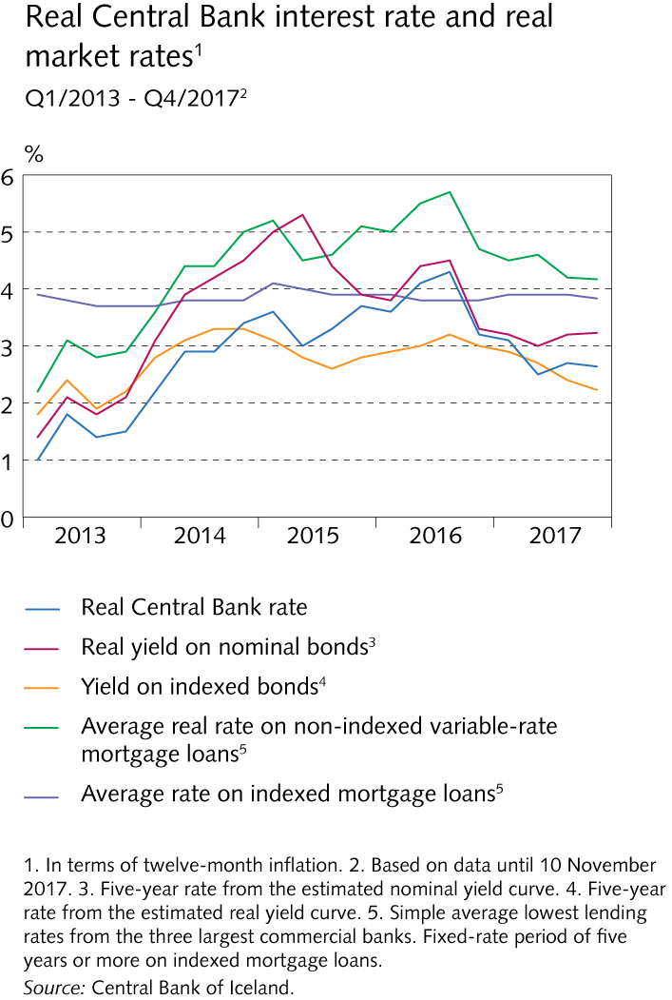 Real Central Bank interest rate and real
market rates¹
Q1/2013 - Q4/2017²
%
6
5
4
3
2
1
0
2013 2014 2015 2016 2017
Real Central Bank rate
Real yield on nominal bonds³
Yield on indexed bonds⁴
Average real rate on non-indexed variable-rate
mortgage loans⁵
Average rate on indexed mortgage loans⁵
1. In terms of twelve-month inflation. 2. Based on data until 10 November
2017. 3. Five-year rate from the estimated nominal yield curve. 4. Five-year
rate from the estimated real yield curve. 5. Simple average lowest lending
rates from the three largest commercial banks. Fixed-rate period of five
years or more on indexed mortgage loans.
Source: Central Bank of Iceland.